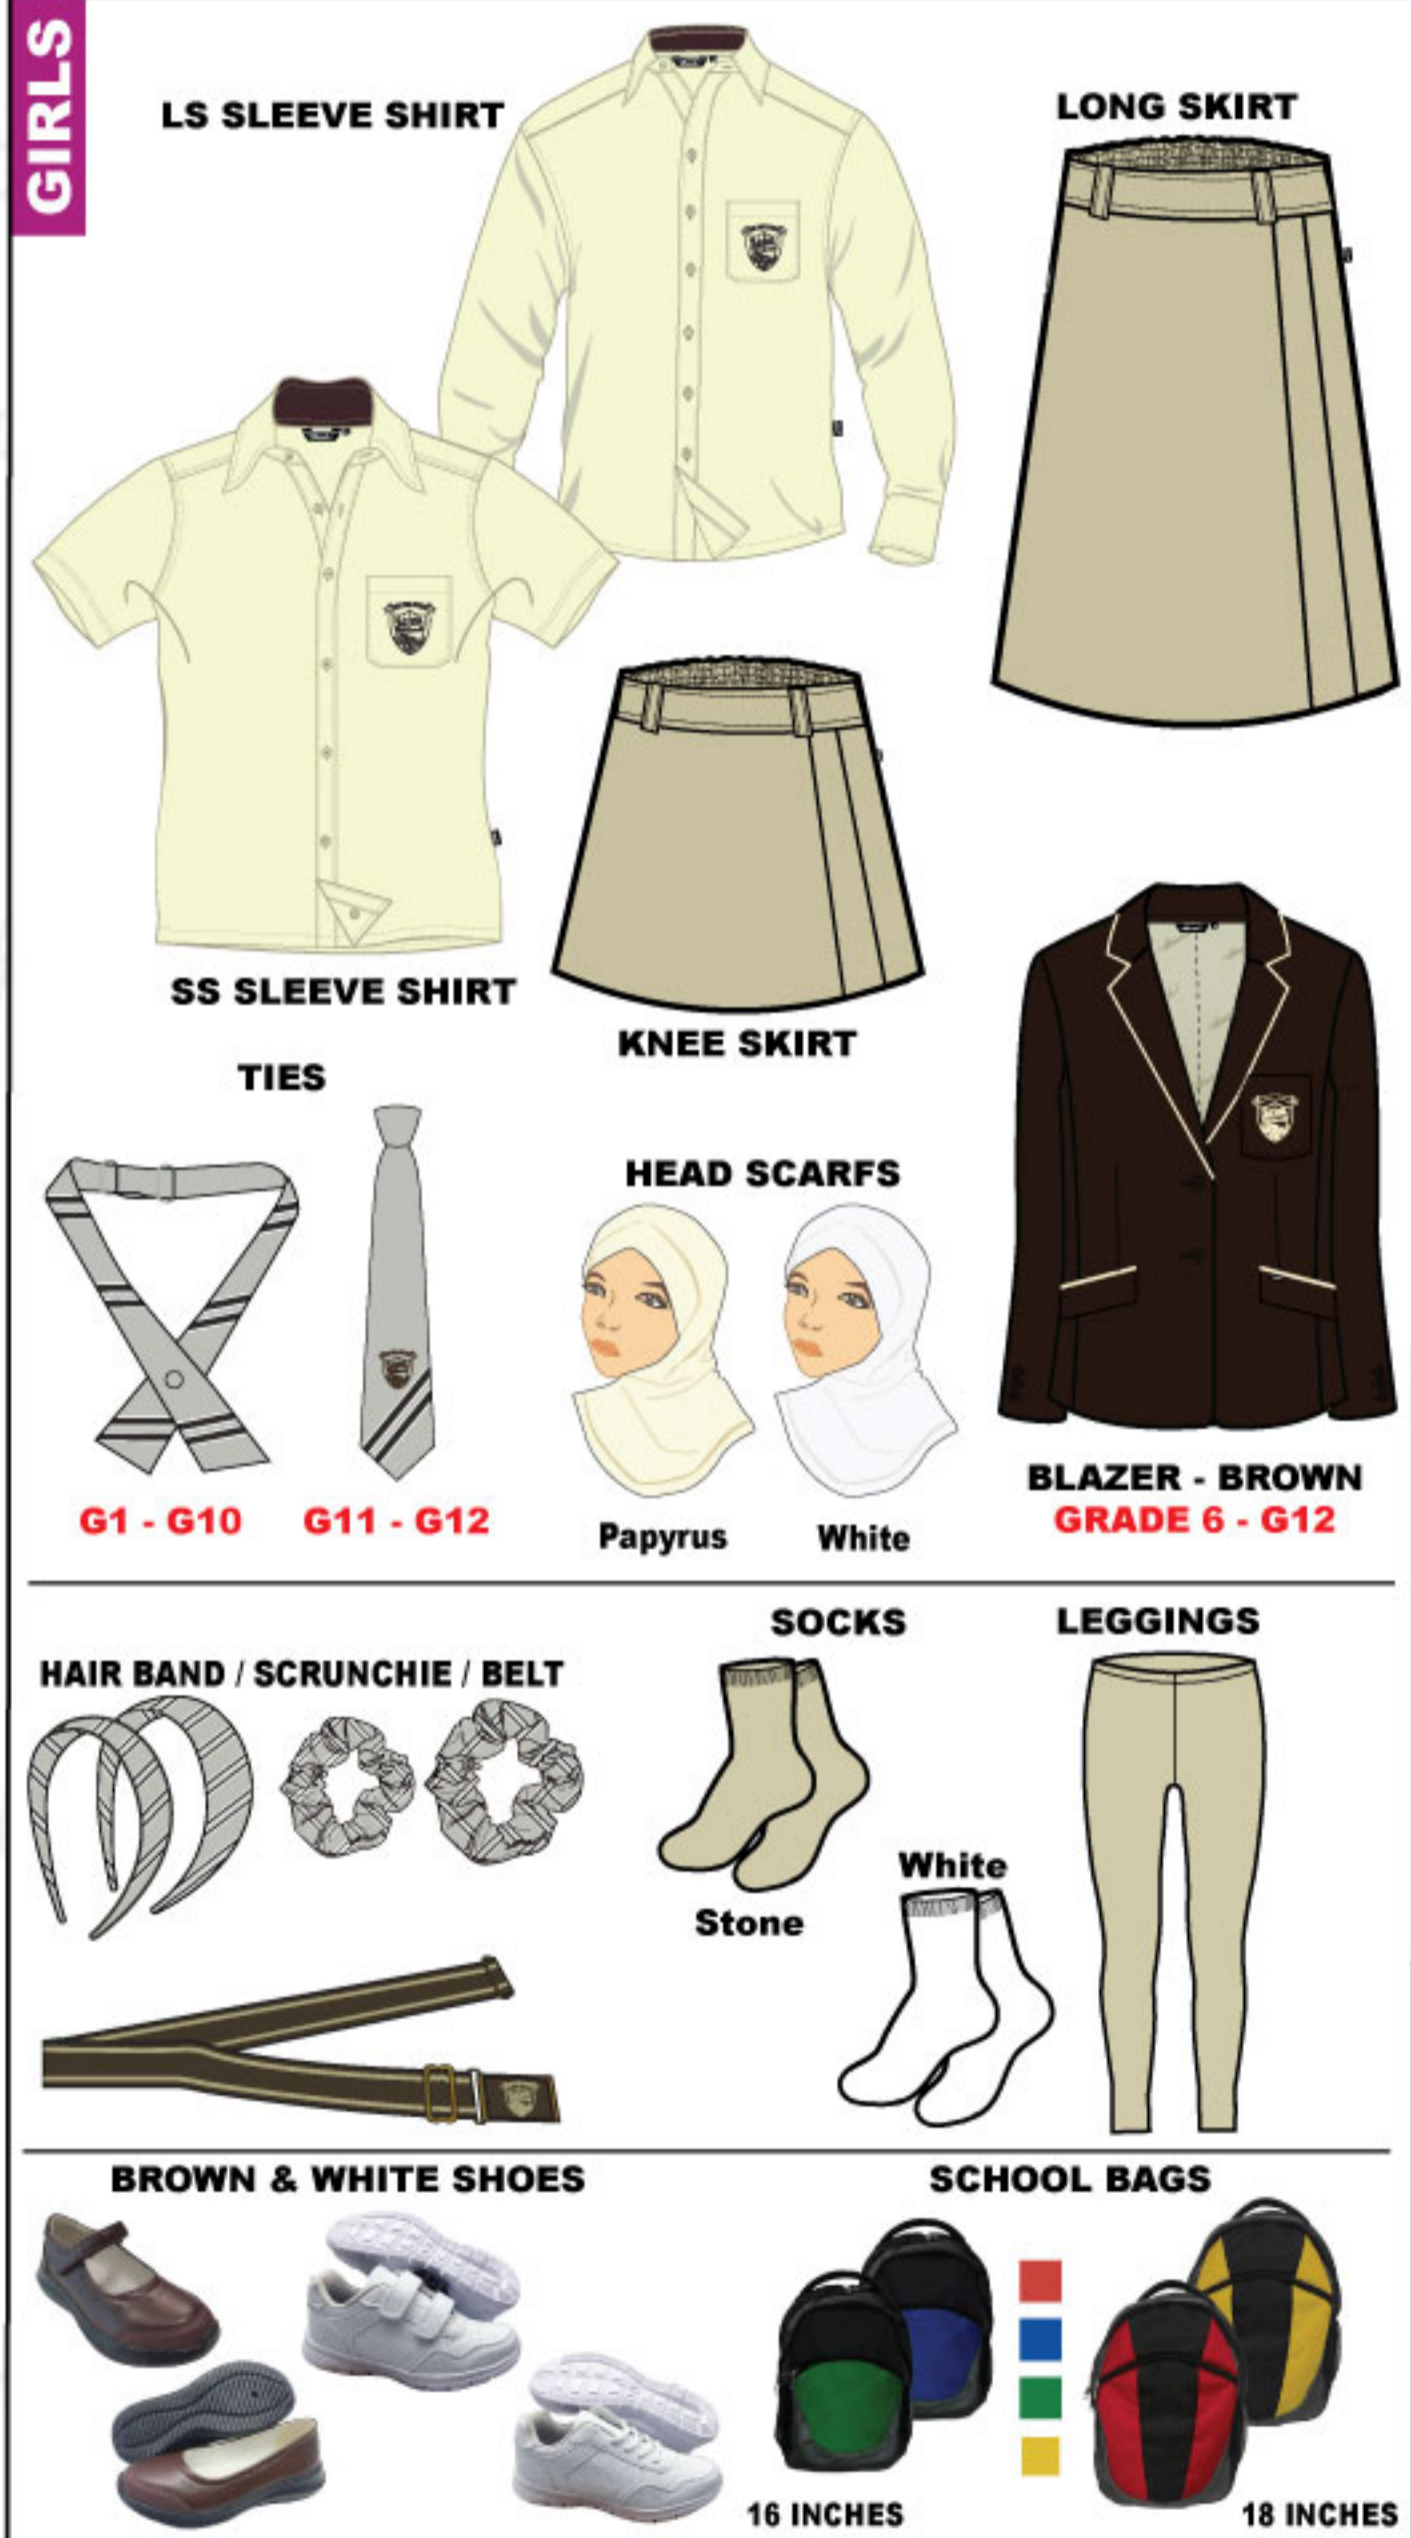 GIRLS
LS SLEEVE SHIRT
LONG SKIRT
SS SLEEVE SHIRT
KNEE SKIRT
TIES
HEAD SCARFS
G1 - G10
G11 - G12
Papyrus
White
BLAZER - BROWN
GRADE 6 - G12
SOCKS
LEGGINGS
HAIR BAND / SCRUNCHIE / BELT
White
Stone
BROWN & WHITE SHOES
SCHOOL BAGS
16 INCHES
18 INCHES